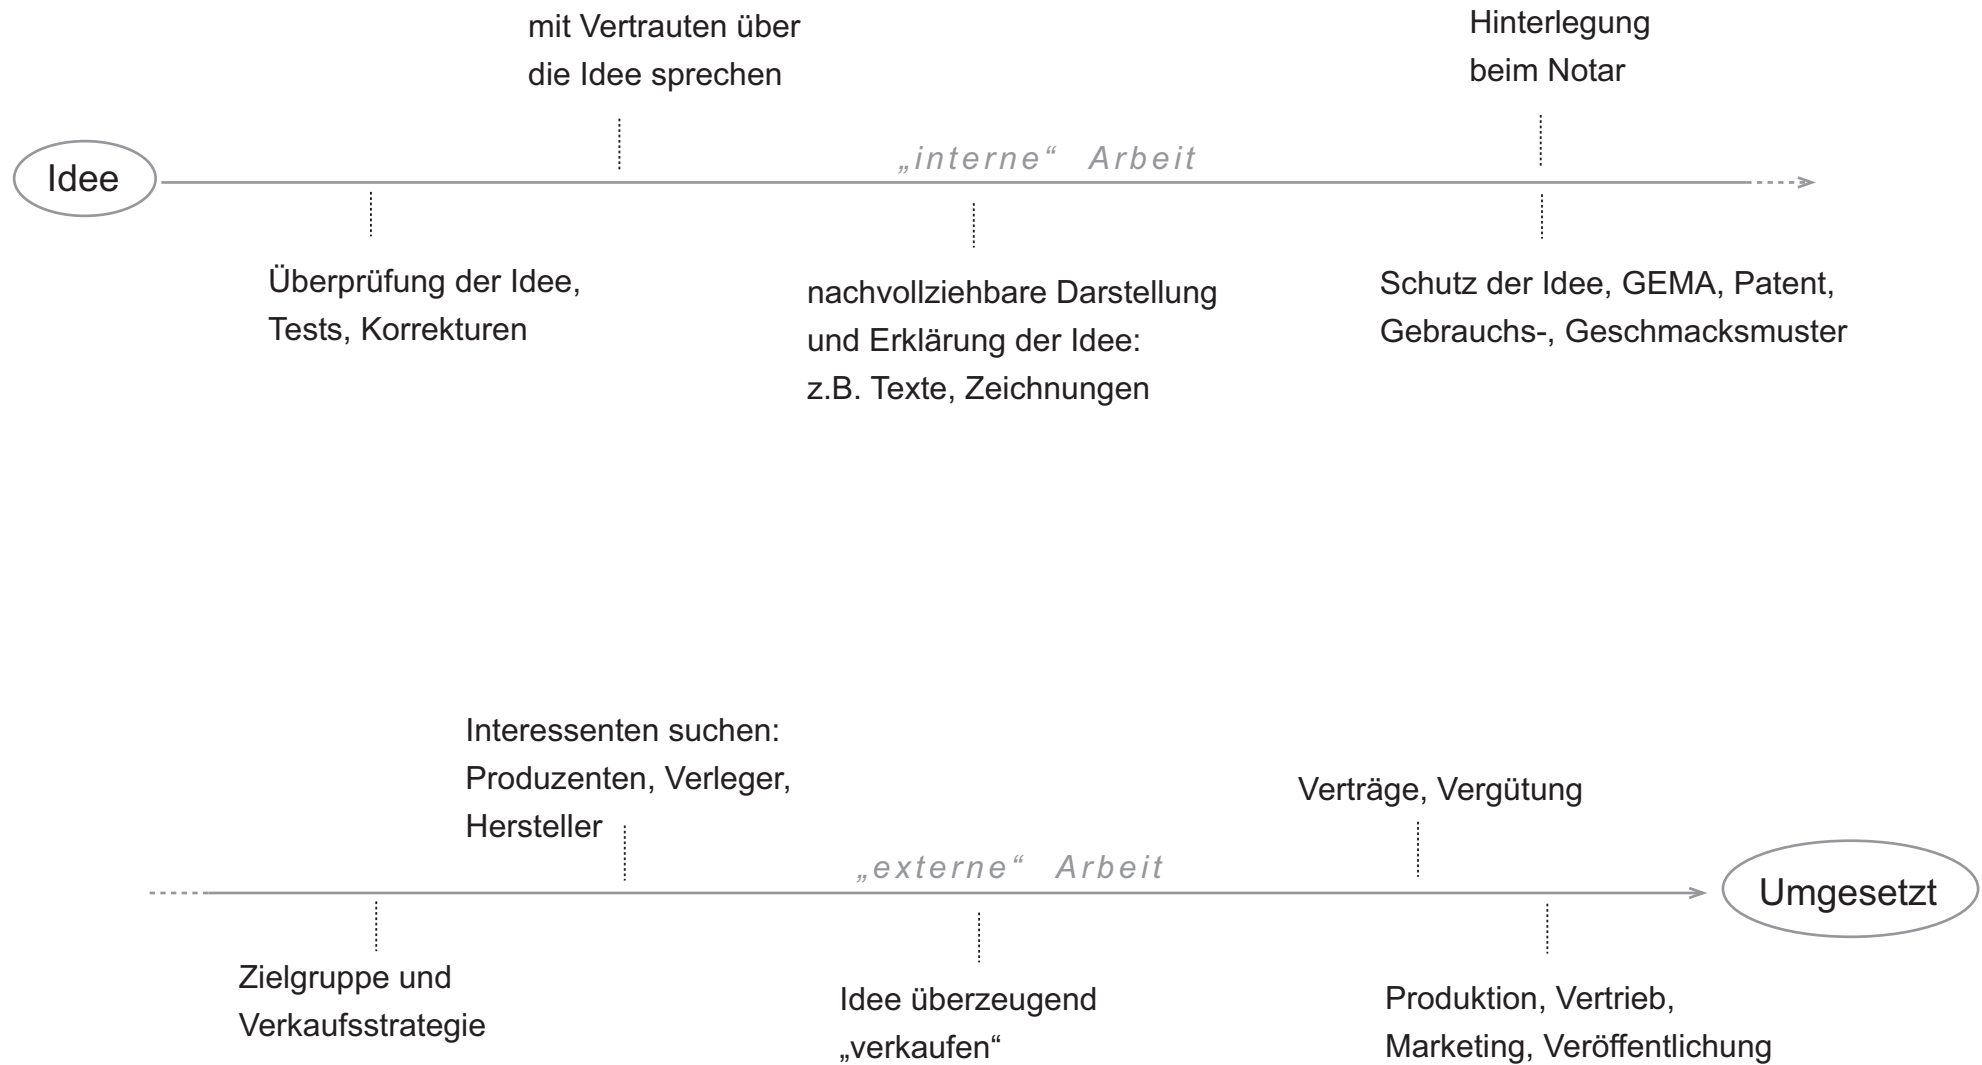 mit Vertrauten über
die Idee sprechen
Hinterlegung
beim Notar
„interne“ Arbeit
Idee
Überprüfung der Idee,
Tests, Korrekturen
nachvollziehbare Darstellung
und Erklärung der Idee:
z.B. Texte, Zeichnungen
Schutz der Idee, GEMA, Patent,
Gebrauchs-, Geschmacksmuster
Interessenten suchen:
Produzenten, Verleger,
Hersteller
Verträge, Vergütung
„externe“ Arbeit
Umgesetzt
Zielgruppe und
Verkaufsstrategie
Idee überzeugend
„verkaufen“
Produktion, Vertrieb,
Marketing, Veröffentlichung